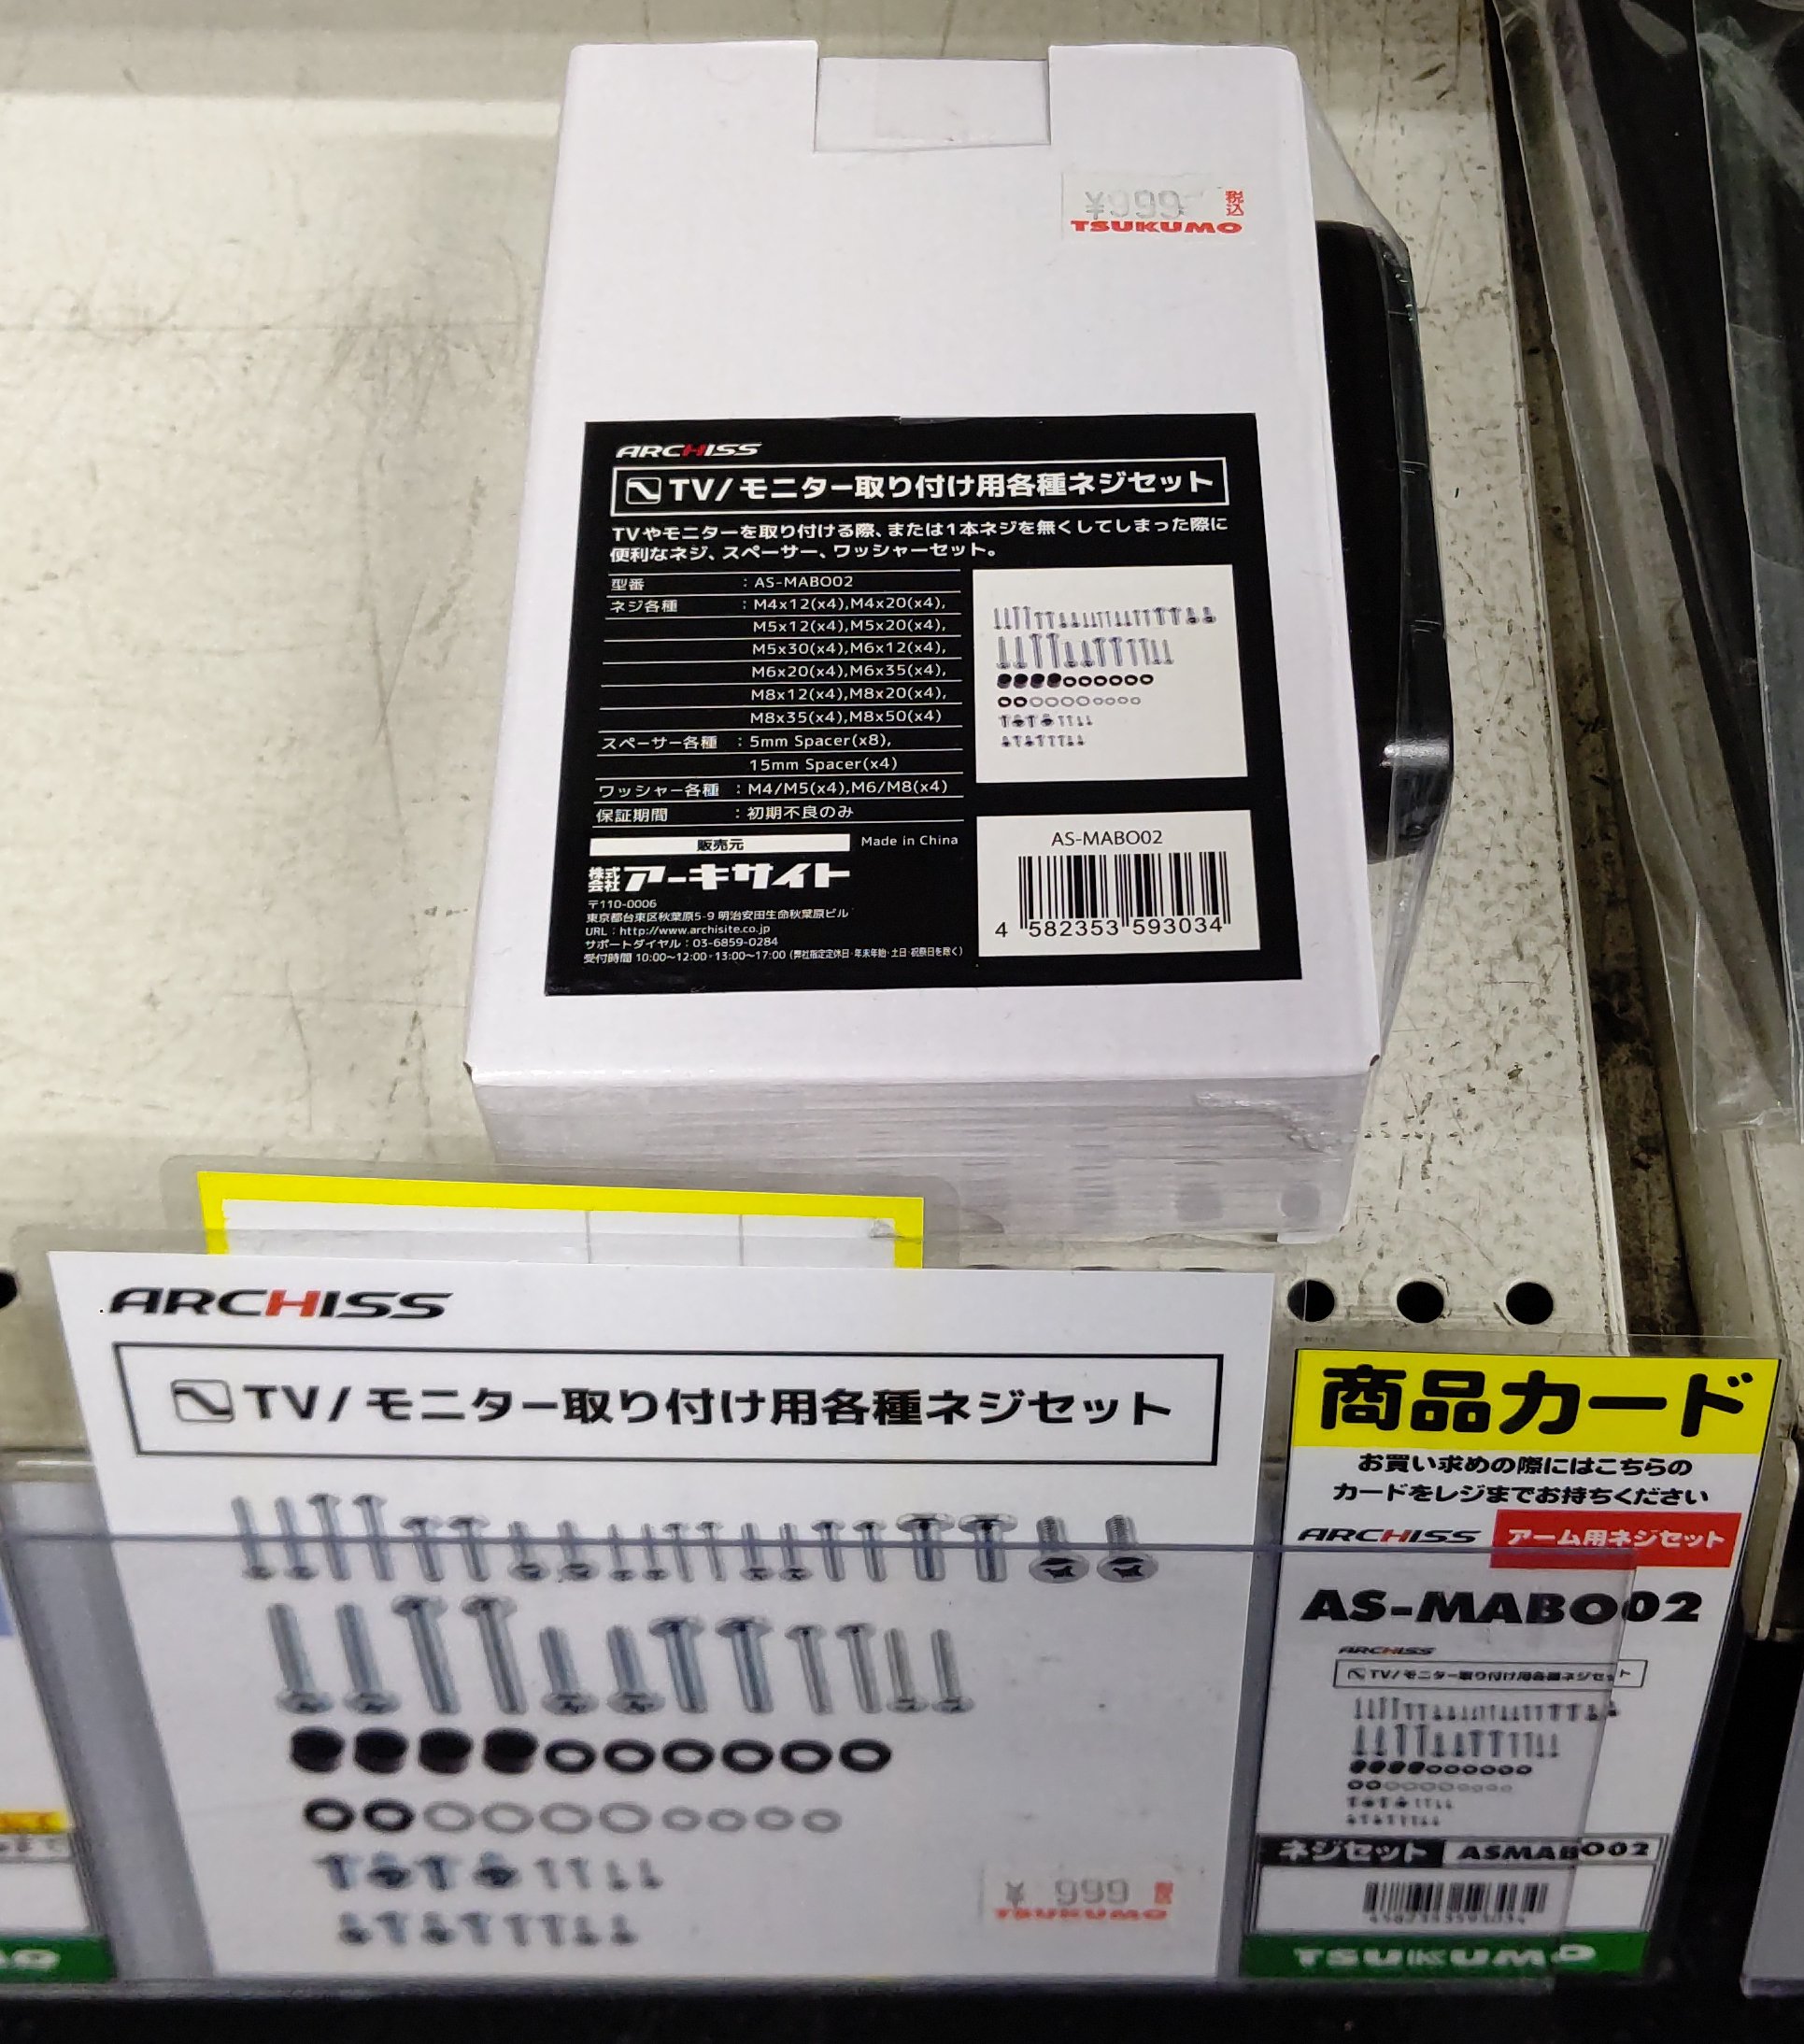 ¥999 税込
TSUKUMO
ARCHISS
TV/モニター取り付け用各種ネジセット
TVやモニターを取り付ける際、または1本ネジを無くしてしまった際に
便利なネジ、スペーサー、ワッシャーセット。
型番 : AS-MABO02
ネジ各種 : M4x12(x4),M4x20(x4),
M5x12(x4),M5x20(x4),
M5x30(x4),M6x12(x4),
M6x20(x4),M6x35(x4),
M8x12(x4),M8x20(x4),
M8x35(x4),M8x50(x4)
スペーサー各種 : 5mm Spacer(x8),
15mm Spacer(x4)
ワッシャー各種 : M4/M5(x4),M6/M8(x4)
保証期間 : 初期不良のみ
販売元 Made in China
株式会社アーキサイト
〒110-0006
東京都台東区秋葉原5-9 明治安田生命秋葉原ビル
URL : http://www.archisite.co.jp
サポートダイヤル : 03-6859-0284
受付時間 10:00〜12:00・13:00〜17:00 (弊社指定定休日・年末年始・土日・祝祭日を除く)
AS-MABO02
4 582353 593034
ARCHISS
TV/モニター取り付け用各種ネジセット
¥ 999
TSUKUMO
商品カード
お買い求めの際にはこちらの
カードをレジまでお持ちください
ARCHISS アーム用ネジセット
AS-MABO02
ARCHISS
TV/モニター取り付け用各種ネジセット
ネジセット ASMABO02
4582353593034
TSUKUMO